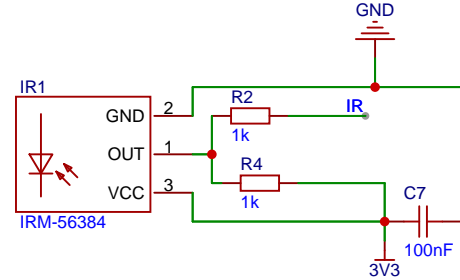 GND
IR1
GND 2
R2
IR
1k
OUT 1
R4
VCC 3
1k
C7
IRM-56384
100nF
3V3